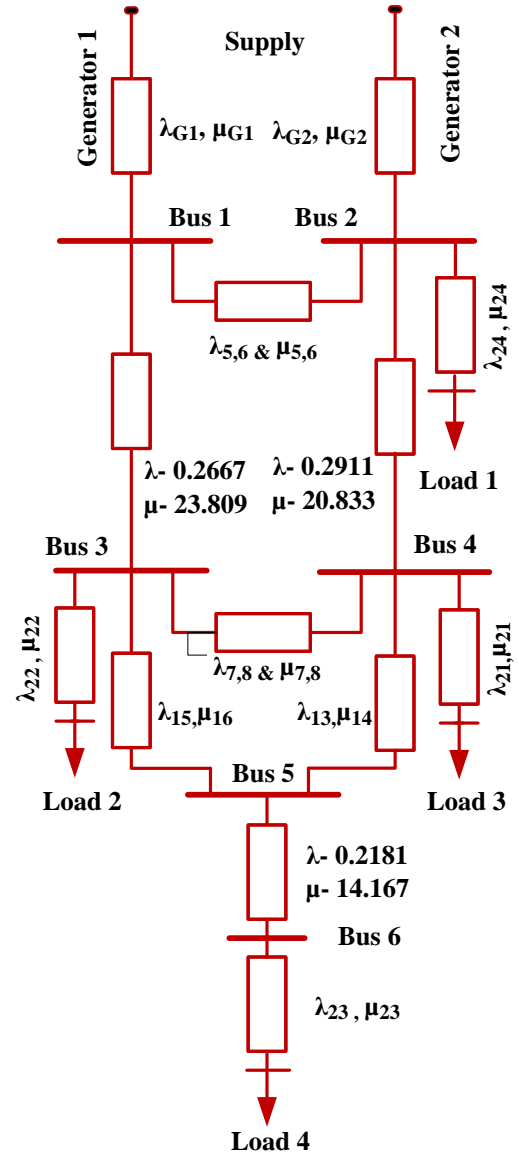 Supply
Generator 1
Generator 2
λG1, μG1
λG2, μG2
Bus 1
Bus 2
λ5,6 & μ5,6
λ24 , μ24
Load 1
λ- 0.2667
μ- 23.809
λ- 0.2911
μ- 20.833
Bus 3
Bus 4
λ22 , μ22
λ7,8 & μ7,8
λ21,μ21
λ15,μ16
λ13,μ14
Load 2
Bus 5
Load 3
λ- 0.2181
μ- 14.167
Bus 6
λ23 , μ23
Load 4